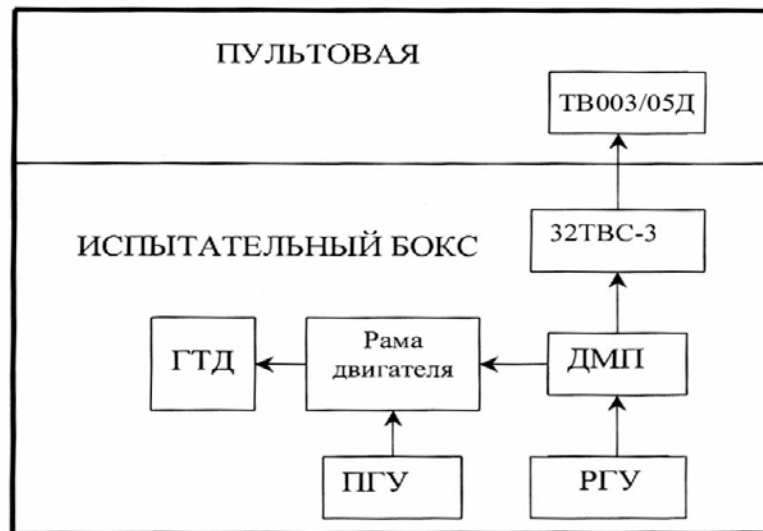 ПУЛЬТОВАЯ
ТВ003/05Д
ИСПЫТАТЕЛЬНЫЙ БОКС
32ТВС-3
ГТД
Рама
двигателя
ДМП
ПГУ
РГУ